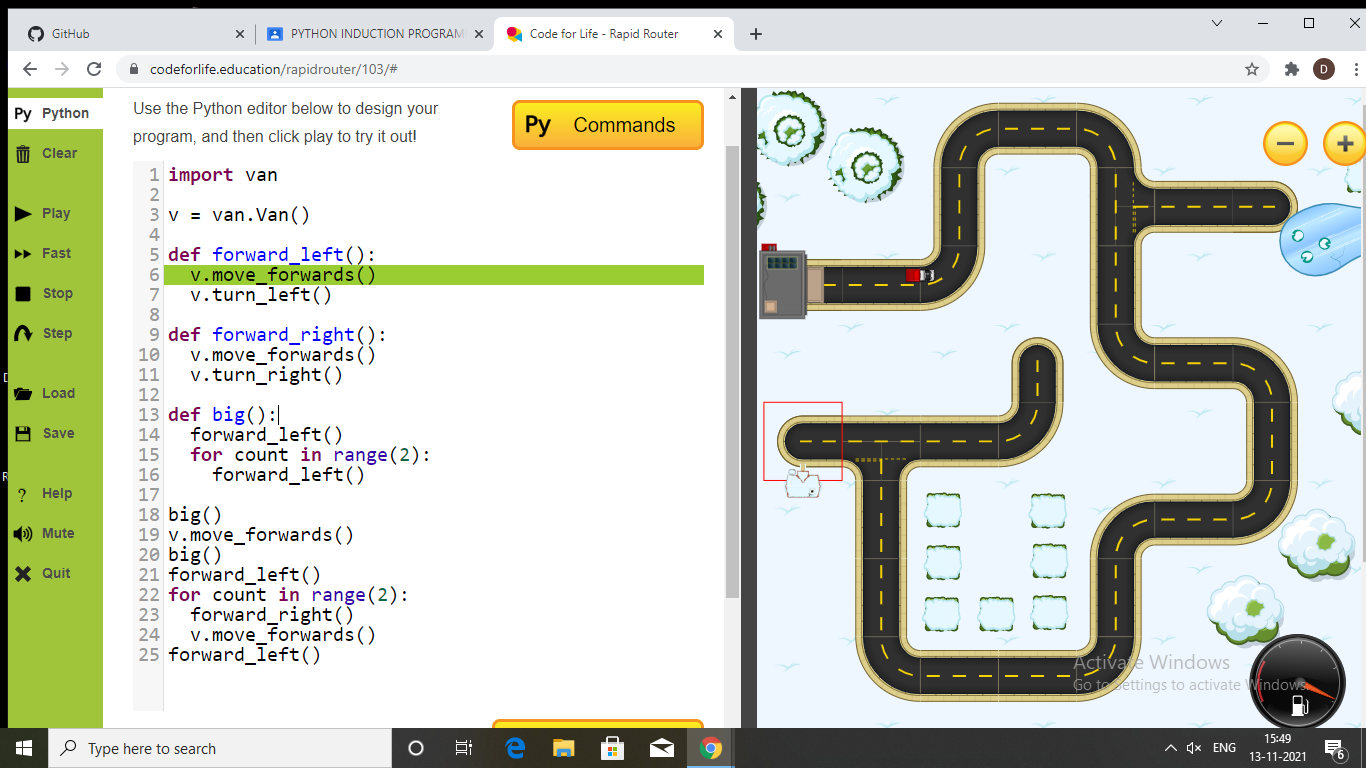 GitHub
PYTHON INDUCTION PROGRAM
Code for Life - Rapid Router
codeforlife.education/rapidrouter/103/#
D
Py Python
Clear
Play
Fast
Stop
Step
Load
Save
? Help
Mute
Quit
Use the Python editor below to design your
program, and then click play to try it out!
Py Commands
1 import van
2
3 v = van.Van()
4
5 def forward_left():
6 v.move_forwards()
7 v.turn_left()
8
9 def forward_right():
10 v.move_forwards()
11 v.turn_right()
12
13 def big():
14 forward_left()
15 for count in range(2):
16 forward_left()
17
18 big()
19 v.move_forwards()
20 big()
21 forward_left()
22 for count in range(2):
23 forward_right()
24 v.move_forwards()
25 forward_left()
Activate Windows
Go to Settings to activate Windows.
Type here to search
ENG
15:49
13-11-2021
6